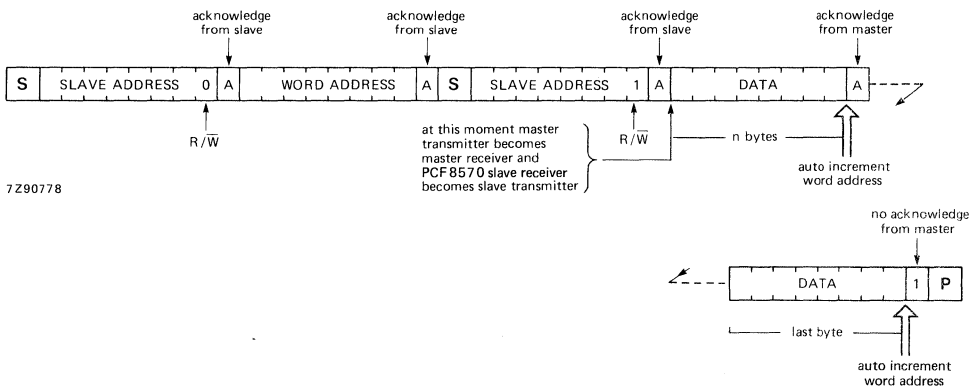 acknowledge
from slave
acknowledge
from slave
acknowledge
from slave
acknowledge
from master
S SLAVE ADDRESS 0 A WORD ADDRESS A S SLAVE ADDRESS 1 A DATA A
R/W̅
R/W̅
at this moment master
transmitter becomes
master receiver and
PCF8570 slave receiver
becomes slave transmitter
n bytes
auto increment
word address
7Z90778
no acknowledge
from master
DATA 1 P
last byte
auto increment
word address